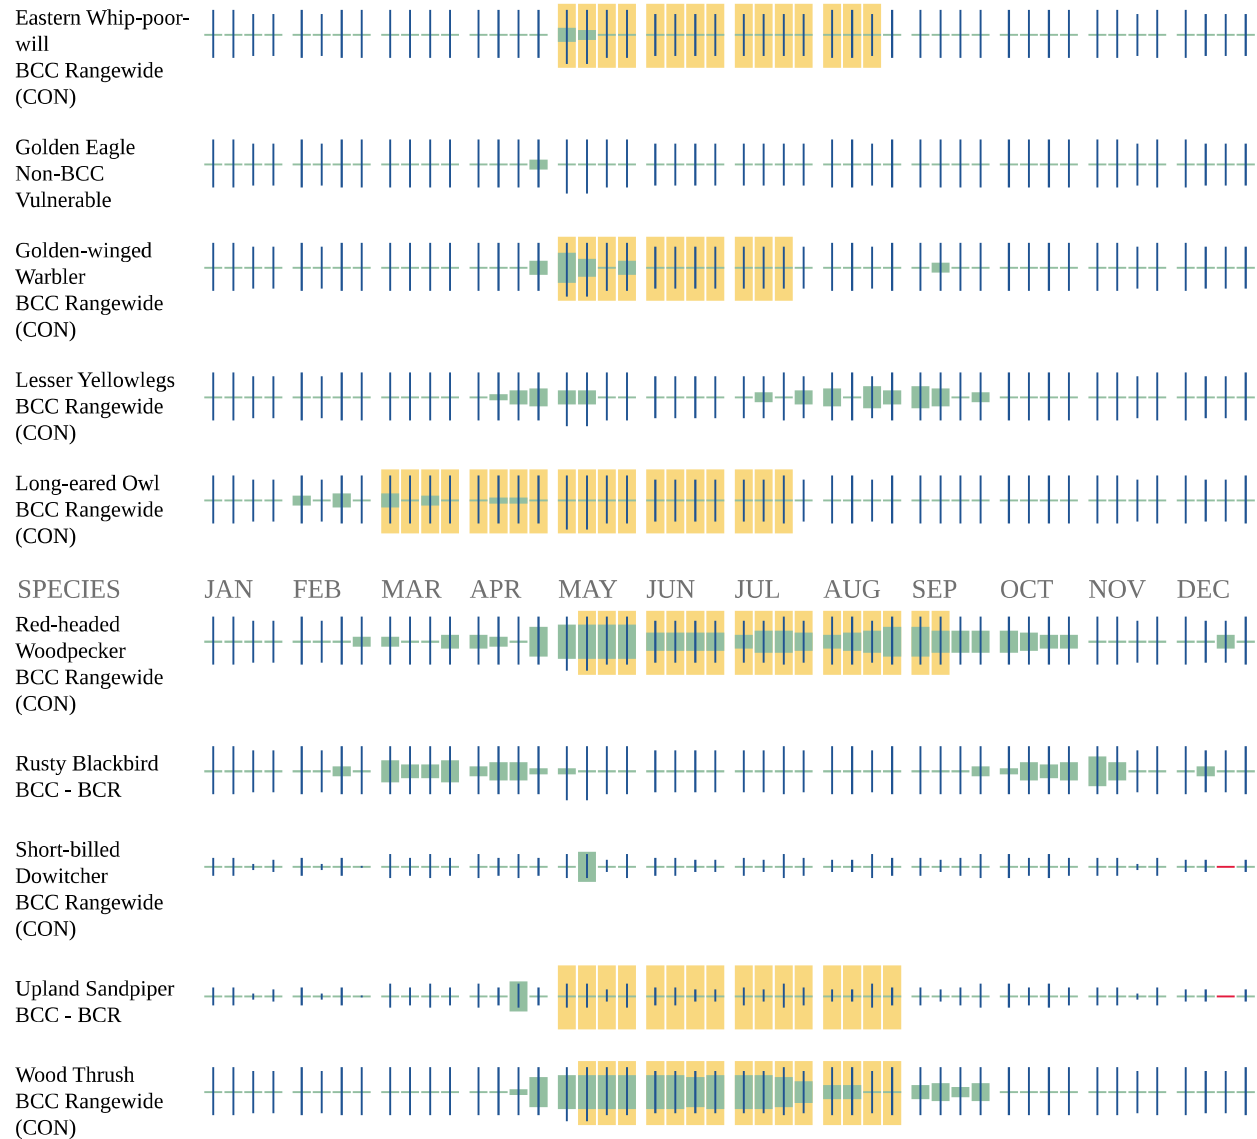 Eastern Whip-poor-
will
BCC Rangewide
(CON)
Golden Eagle
Non-BCC
Vulnerable
Golden-winged
Warbler
BCC Rangewide
(CON)
Lesser Yellowlegs
BCC Rangewide
(CON)
Long-eared Owl
BCC Rangewide
(CON)
SPECIES JAN FEB MAR APR MAY JUN JUL AUG SEP OCT NOV DEC
Red-headed
Woodpecker
BCC Rangewide
(CON)
Rusty Blackbird
BCC - BCR
Short-billed
Dowitcher
BCC Rangewide
(CON)
Upland Sandpiper
BCC - BCR
Wood Thrush
BCC Rangewide
(CON)